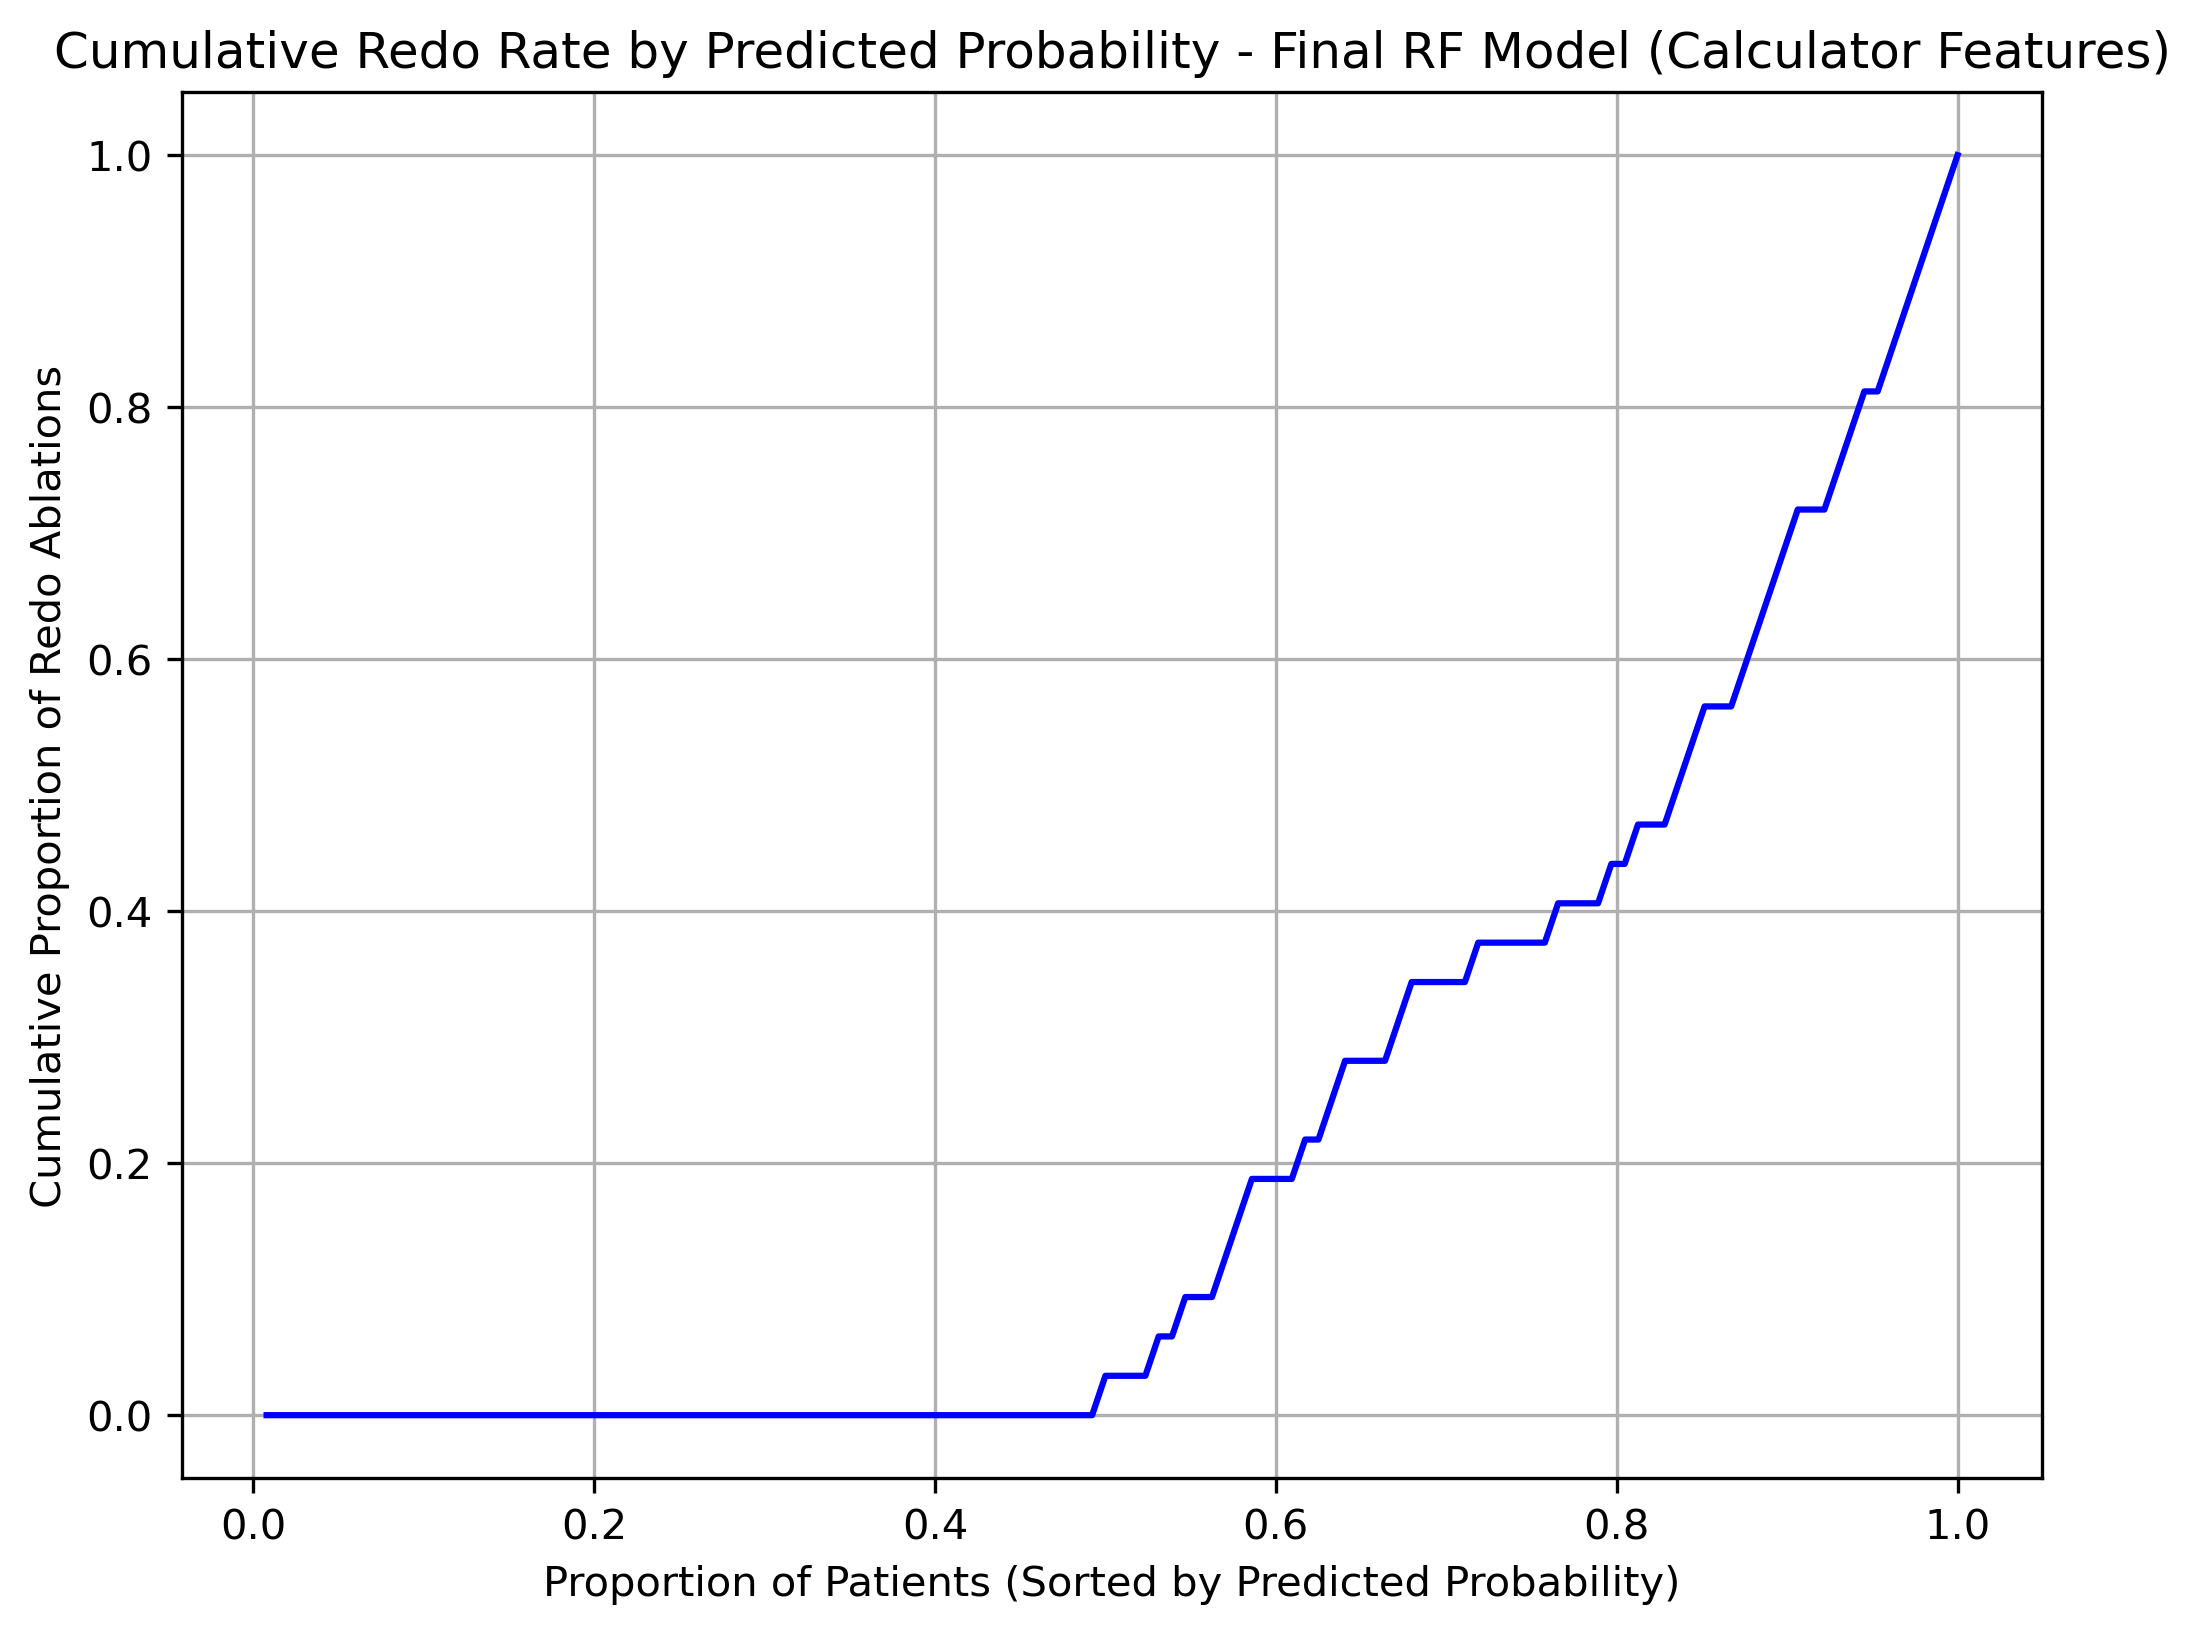 Cumulative Redo Rate by Predicted Probability - Final RF Model (Calculator Features)
Cumulative Proportion of Redo Ablations
1.0
0.8
0.6
0.4
0.2
0.0
0.0 0.2 0.4 0.6 0.8 1.0
Proportion of Patients (Sorted by Predicted Probability)